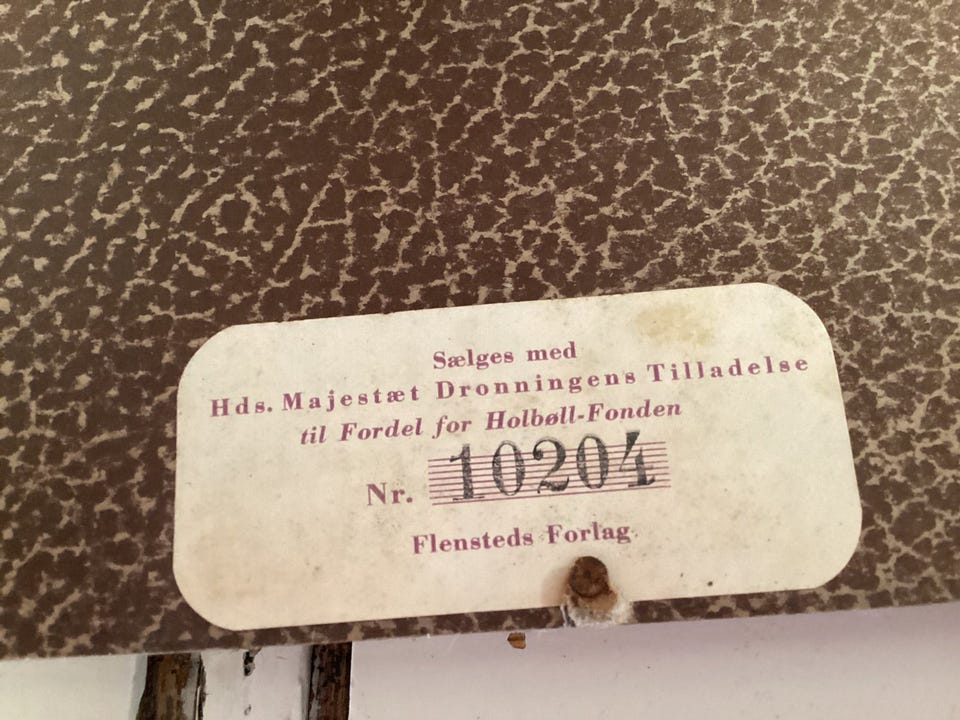 Sælges med
Hds. Majestæt Dronningens Tilladelse
til Fordel for Holbøll-Fonden
Nr. 10204
Flensteds Forlag